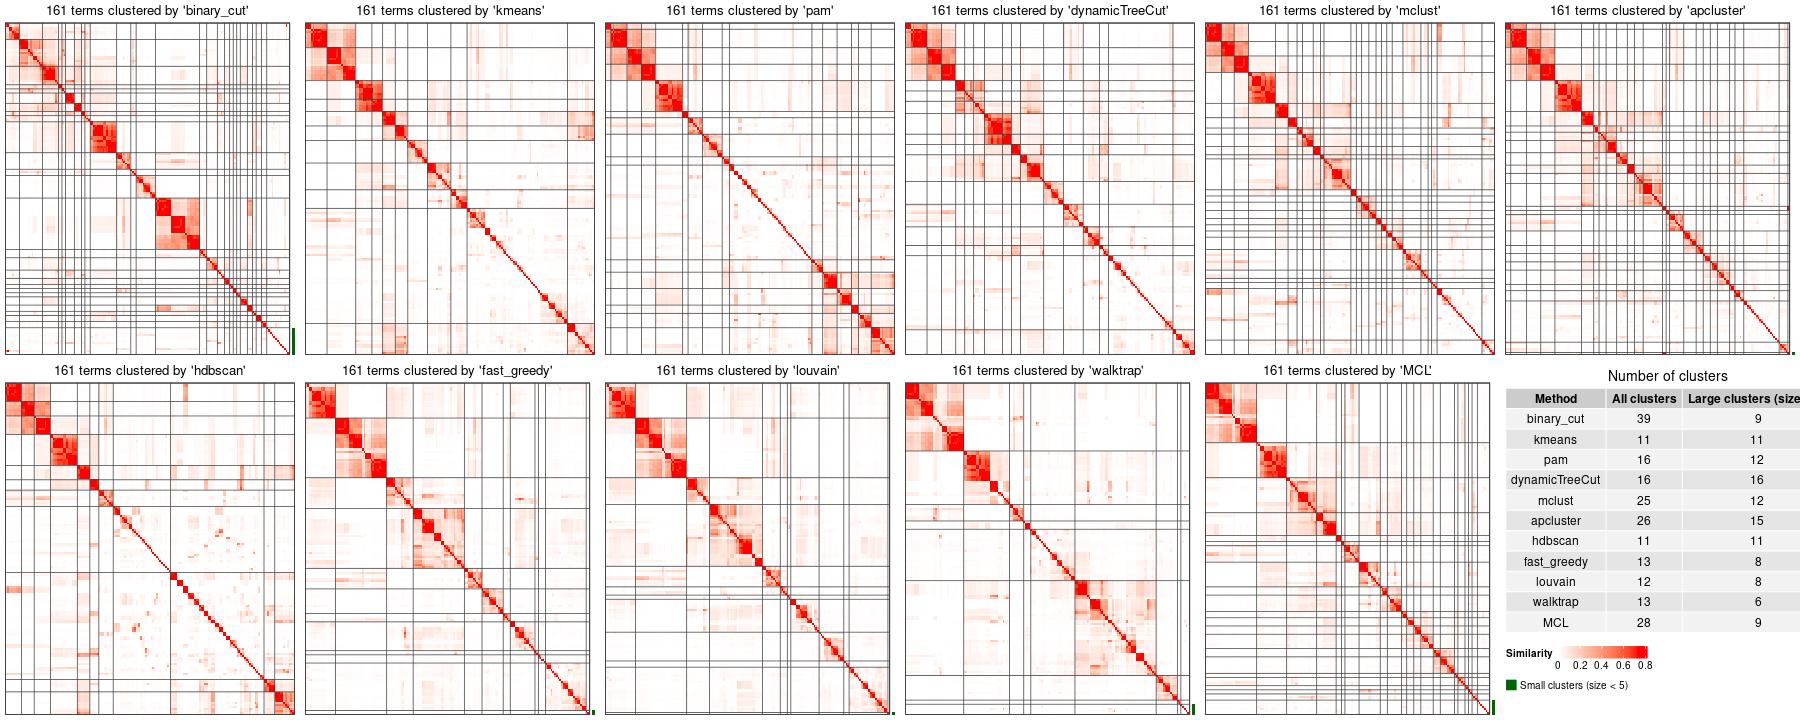 161 terms clustered by 'binary_cut'
161 terms clustered by 'kmeans'
161 terms clustered by 'pam'
161 terms clustered by 'dynamicTreeCut'
161 terms clustered by 'mclust'
161 terms clustered by 'apcluster'
161 terms clustered by 'hdbscan'
161 terms clustered by 'fast_greedy'
161 terms clustered by 'louvain'
161 terms clustered by 'walktrap'
161 terms clustered by 'MCL'
Number of clusters
Method All clusters Large clusters (size
binary_cut 39 9
kmeans 11 11
pam 16 12
dynamicTreeCut 16 16
mclust 25 12
apcluster 26 15
hdbscan 11 11
fast_greedy 13 8
louvain 12 8
walktrap 13 6
MCL 28 9
Similarity
0 0.2 0.4 0.6 0.8
Small clusters (size < 5)